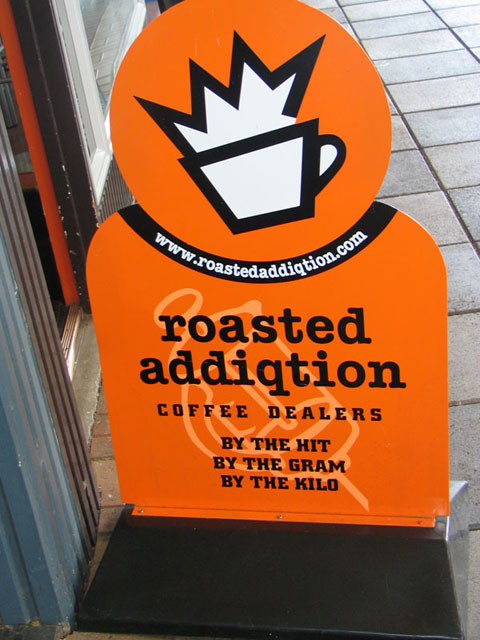 www.roastedaddiqtion.com
roasted
addiqtion
COFFEE DEALERS
BY THE HIT
BY THE GRAM
BY THE KILO